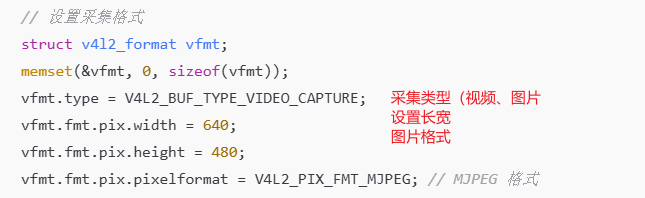 // 设置采集格式
struct v4l2_format vfmt;
memset(&vfmt, 0, sizeof(vfmt));
vfmt.type = V4L2_BUF_TYPE_VIDEO_CAPTURE; 采集类型（视频、图片
vfmt.fmt.pix.width = 640; 设置长宽
vfmt.fmt.pix.height = 480; 图片格式
vfmt.fmt.pix.pixelformat = V4L2_PIX_FMT_MJPEG; // MJPEG 格式